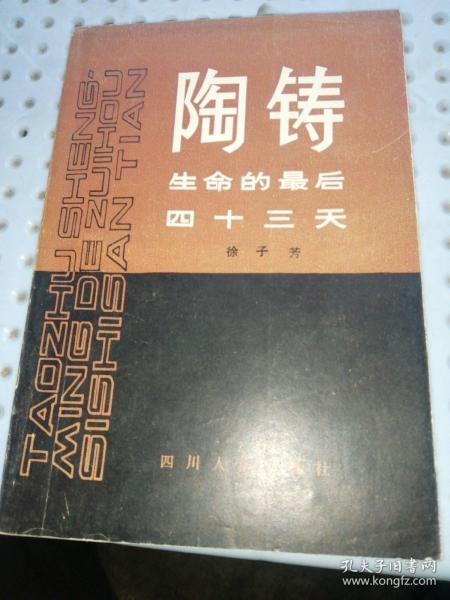 陶铸
生命的最后
四十三天
徐子芳
TAOZHU SHENG-
MING DE ZUIHOU
SISHISAN TIAN
四川人
社
孔夫子旧书网
www.kongfz.com